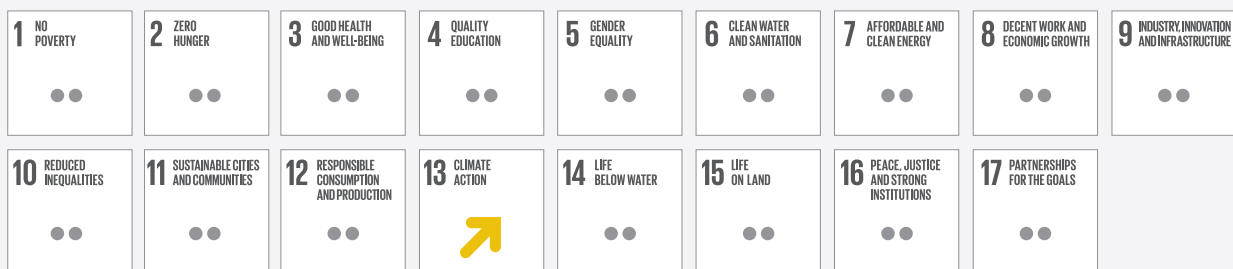 1 NO
POVERTY
2 ZERO
HUNGER
3 GOOD HEALTH
AND WELL-BEING
4 QUALITY
EDUCATION
5 GENDER
EQUALITY
6 CLEAN WATER
AND SANITATION
7 AFFORDABLE AND
CLEAN ENERGY
8 DECENT WORK AND
ECONOMIC GROWTH
9 INDUSTRY, INNOVATION
AND INFRASTRUCTURE
10 REDUCED
INEQUALITIES
11 SUSTAINABLE CITIES
AND COMMUNITIES
12 RESPONSIBLE
CONSUMPTION
AND PRODUCTION
13 CLIMATE
ACTION
14 LIFE
BELOW WATER
15 LIFE
ON LAND
16 PEACE, JUSTICE
AND STRONG
INSTITUTIONS
17 PARTNERSHIPS
FOR THE GOALS